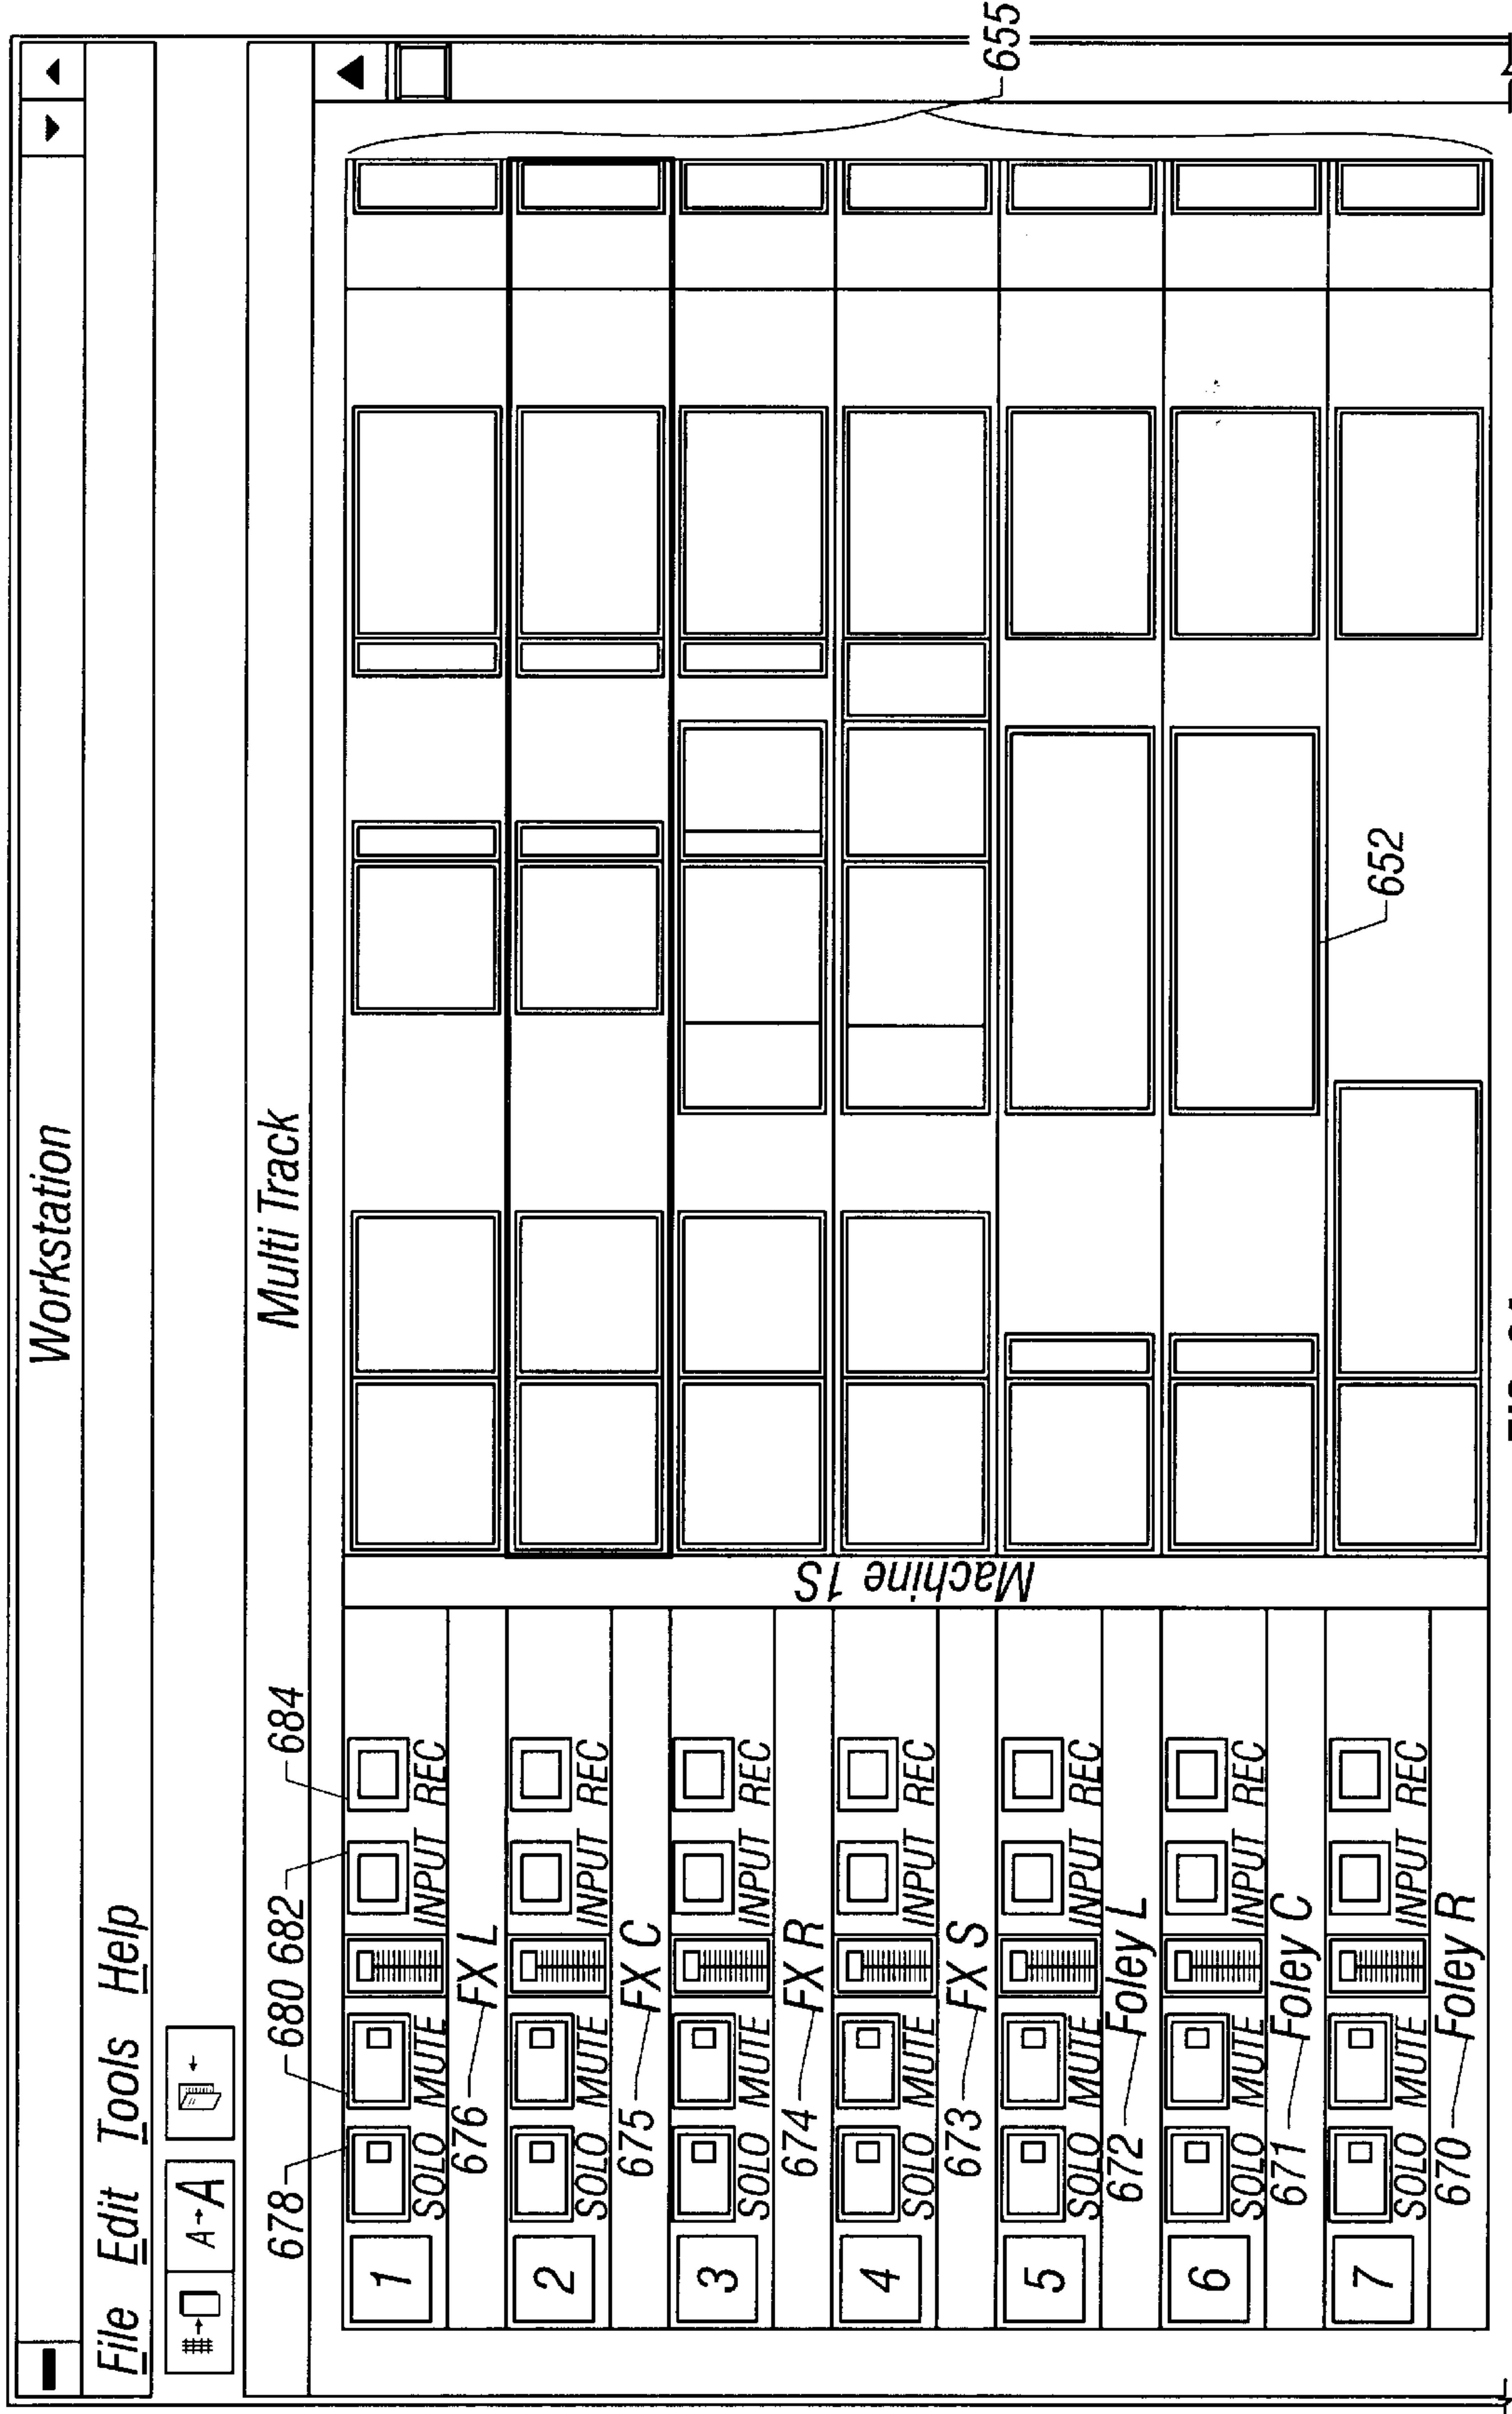 Workstation
File Edit Tools Help
A→A
Multi Track
678 680 682 684
1 SOLO MUTE INPUT REC
676 FX L
2 SOLO MUTE INPUT REC
675 FX C
3 SOLO MUTE INPUT REC
674 FX R
4 SOLO MUTE INPUT REC
673 FX S
5 SOLO MUTE INPUT REC
672 Foley L
6 SOLO MUTE INPUT REC
671 Foley C
7 SOLO MUTE INPUT REC
670 Foley R
Machine 1S
652
655